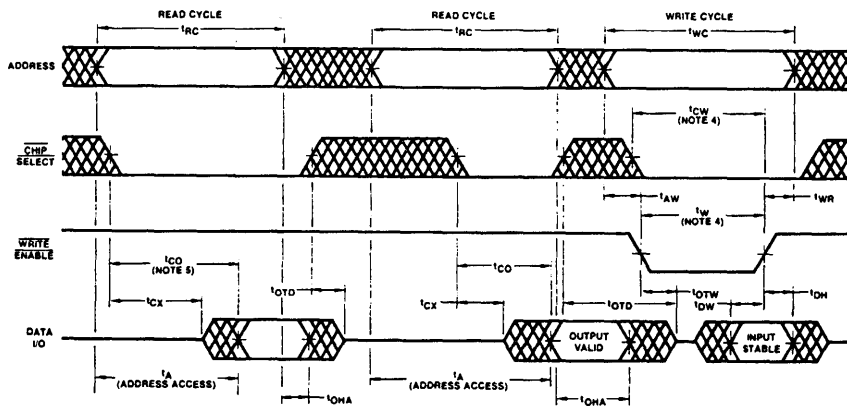 READ CYCLE READ CYCLE WRITE CYCLE
tRC tRC tWC
ADDRESS
tCW
(NOTE 4)
CHIP
SELECT
tAW tWR
tW
(NOTE 4)
WRITE
ENABLE
tCO
(NOTE 5)
tCO
tOTD
tCX tCX tOTD tOTW tDH
tDW
DATA
I/O
OUTPUT
VALID
INPUT
STABLE
tA
(ADDRESS ACCESS)
tOHA
tA
(ADDRESS ACCESS)
tOHA